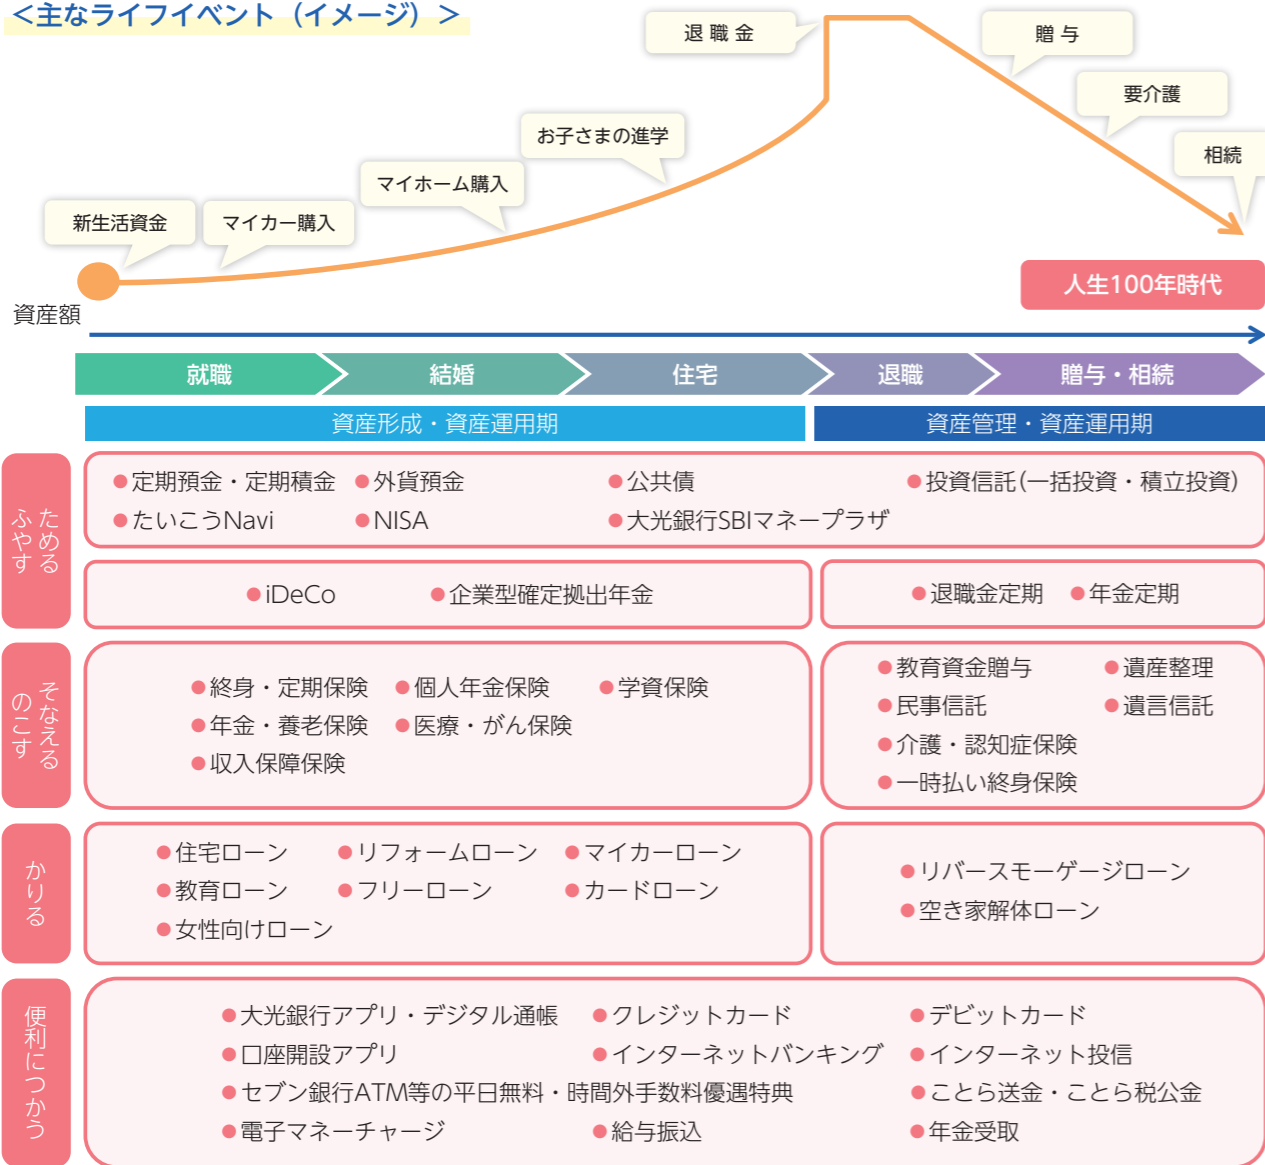 ＜主なライフイベント（イメージ）＞
退職金
贈与
要介護
相続
お子さまの進学
マイホーム購入
新生活資金
マイカー購入
人生100年時代
資産額
就職
結婚
住宅
退職
贈与・相続
資産形成・資産運用期
資産管理・資産運用期
ためる
ふやす
●定期預金・定期積金 ●外貨預金 ●公共債 ●投資信託(一括投資・積立投資)
●たいこうNavi ●NISA ●大光銀行SBIマネープラザ
●iDeCo ●企業型確定拠出年金
●退職金定期 ●年金定期
そなえる
のこす
●終身・定期保険 ●個人年金保険 ●学資保険
●年金・養老保険 ●医療・がん保険
●収入保障保険
●教育資金贈与 ●遺産整理
●民事信託 ●遺言信託
●介護・認知症保険
●一時払い終身保険
かりる
●住宅ローン ●リフォームローン ●マイカーローン
●教育ローン ●フリーローン ●カードローン
●女性向けローン
●リバースモーゲージローン
●空き家解体ローン
便利につかう
●大光銀行アプリ・デジタル通帳 ●クレジットカード ●デビットカード
●口座開設アプリ ●インターネットバンキング ●インターネット投信
●セブン銀行ATM等の平日無料・時間外手数料優遇特典 ●ことら送金・ことら税公金
●電子マネーチャージ ●給与振込 ●年金受取